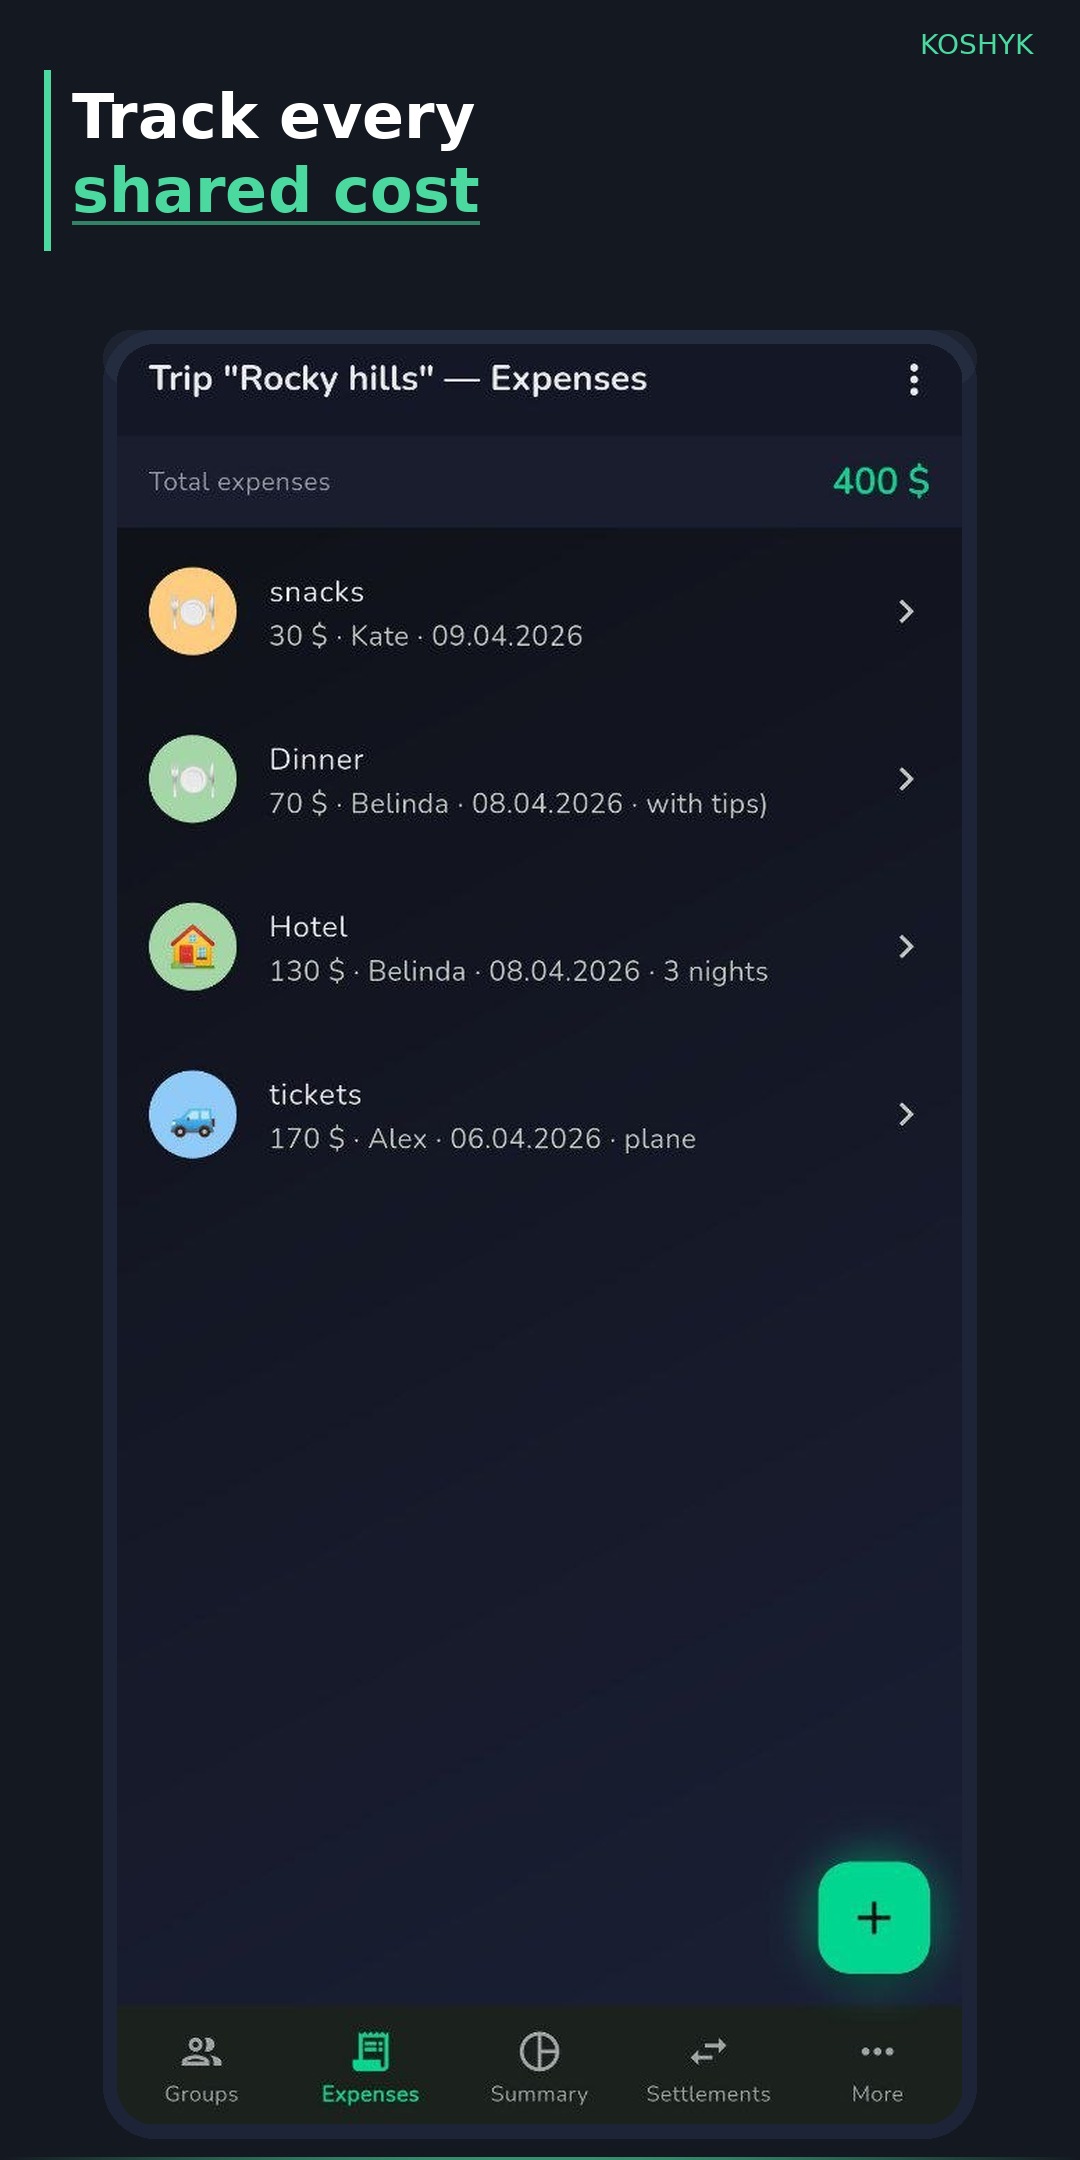 KOSHYK
Track every
shared cost
Trip "Rocky hills" — Expenses
Total expenses
400 $
snacks
30 $ · Kate · 09.04.2026
Dinner
70 $ · Belinda · 08.04.2026 · with tips)
Hotel
130 $ · Belinda · 08.04.2026 · 3 nights
tickets
170 $ · Alex · 06.04.2026 · plane
Groups
Expenses
Summary
Settlements
More